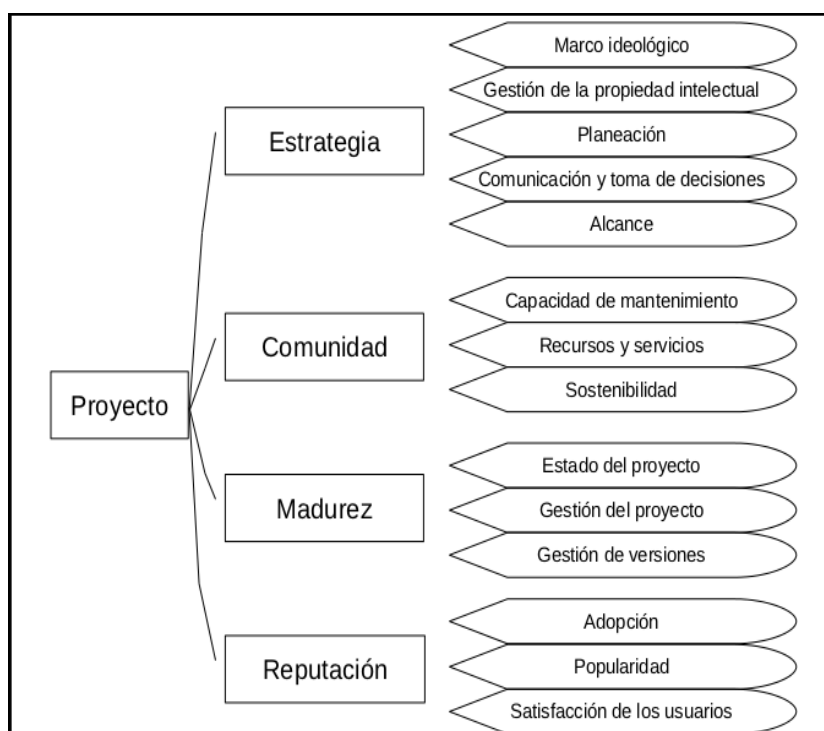 Proyecto
Estrategia
Marco ideológico
Gestión de la propiedad intelectual
Planeación
Comunicación y toma de decisiones
Alcance
Comunidad
Capacidad de mantenimiento
Recursos y servicios
Sostenibilidad
Madurez
Estado del proyecto
Gestión del proyecto
Gestión de versiones
Reputación
Adopción
Popularidad
Satisfacción de los usuarios